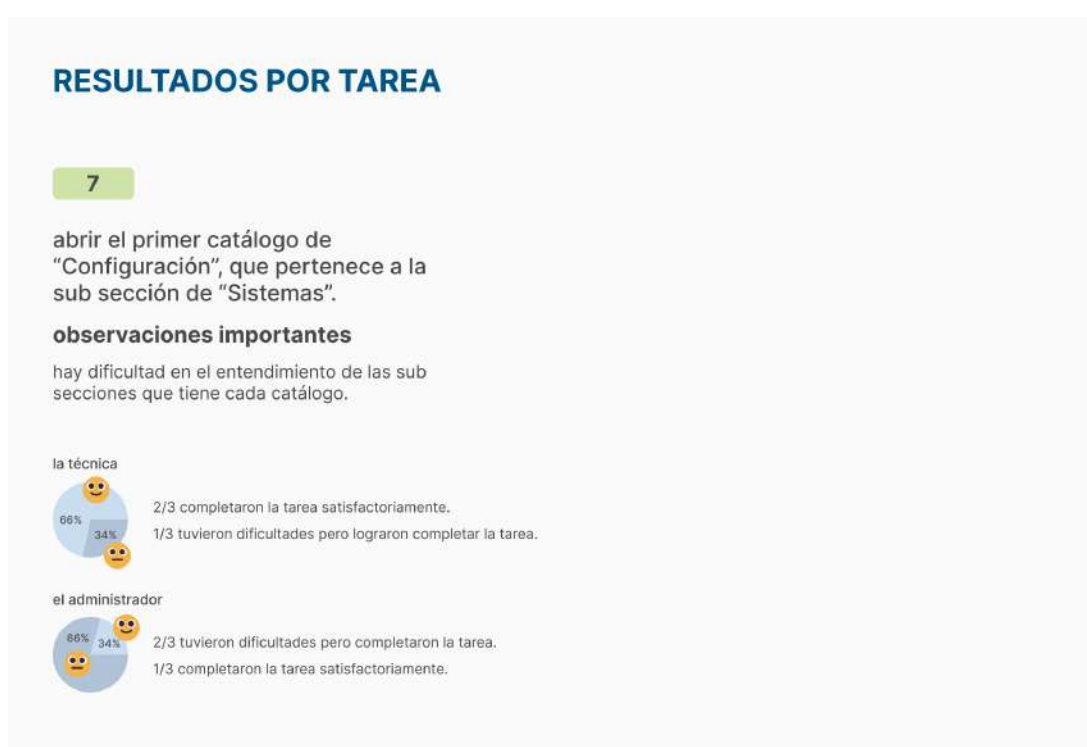 RESULTADOS POR TAREA
7
abrir el primer catálogo de
“Configuración”, que pertenece a la
sub sección de “Sistemas”.
observaciones importantes
hay dificultad en el entendimiento de las sub
secciones que tiene cada catálogo.
la técnica
66%
34%
2/3 completaron la tarea satisfactoriamente.
1/3 tuvieron dificultades pero lograron completar la tarea.
el administrador
66%
34%
2/3 tuvieron dificultades pero completaron la tarea.
1/3 completaron la tarea satisfactoriamente.